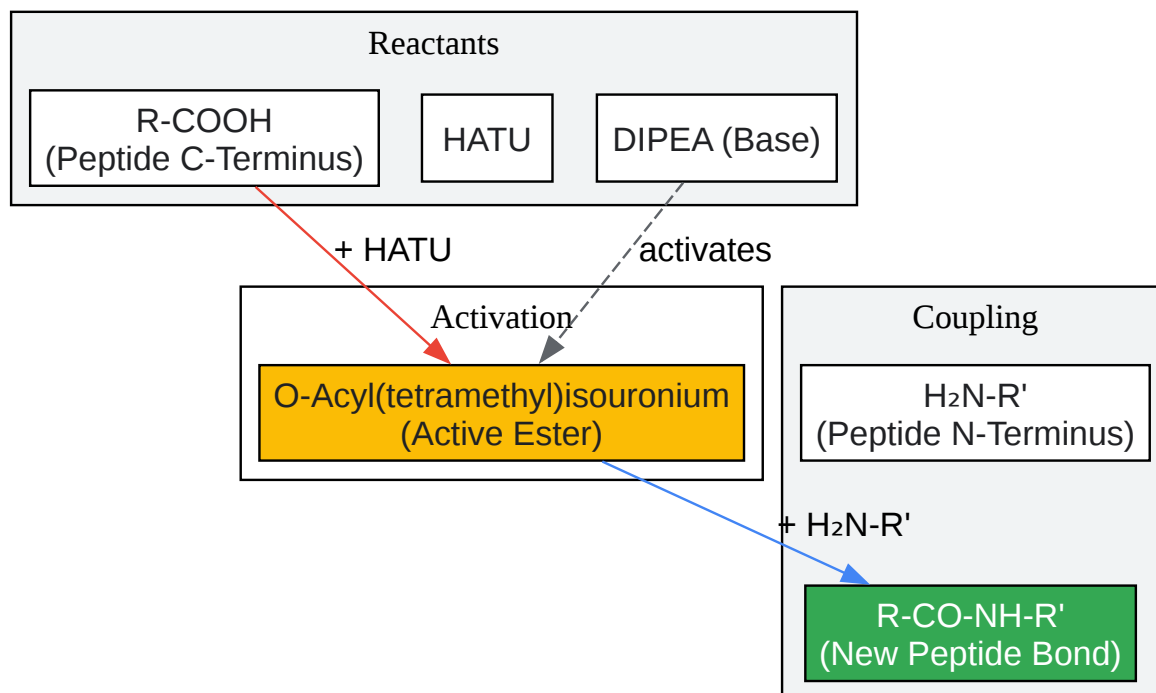 Reactants
R-COOH
(Peptide C-Terminus)
HATU
DIPEA (Base)
+ HATU
activates
Activation
O-Acyl(tetramethyl)isouronium
(Active Ester)
Coupling
H₂N-R'
(Peptide N-Terminus)
+ H₂N-R'
R-CO-NH-R'
(New Peptide Bond)